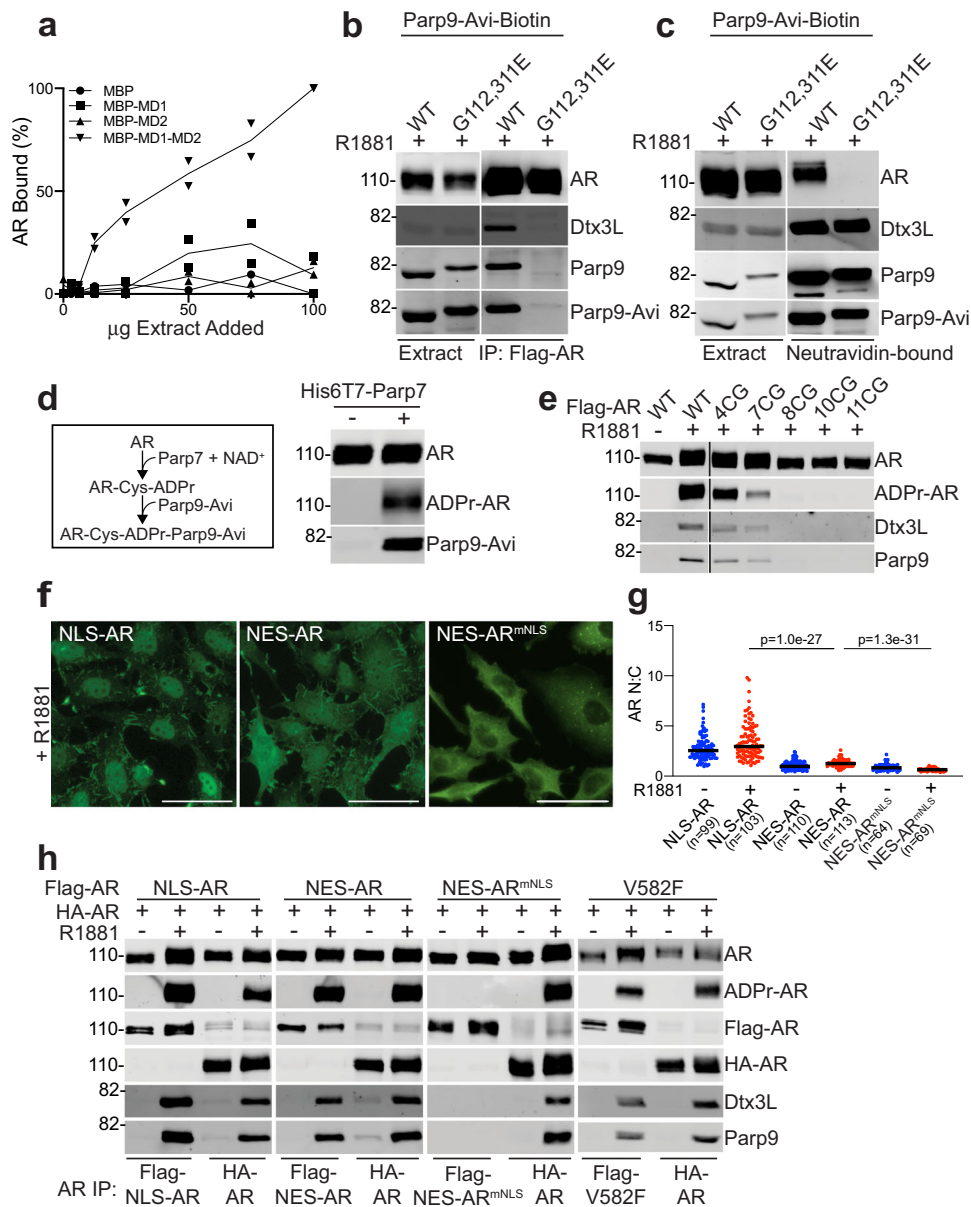 a
AR Bound (%)
100
50
0
MBP
MBP-MD1
MBP-MD2
MBP-MD1-MD2
0 50 100
µg Extract Added
b
Parp9-Avi-Biotin
WT G112,311E WT G112,311E
R1881 + + + +
110- AR
82- Dtx3L
82- Parp9
82- Parp9-Avi
Extract IP: Flag-AR
c
Parp9-Avi-Biotin
WT G112,311E WT G112,311E
R1881 + + + +
110- AR
82- Dtx3L
82- Parp9
82- Parp9-Avi
Extract Neutravidin-bound
d
AR
Parp7 + NAD⁺
AR-Cys-ADPr
Parp9-Avi
AR-Cys-ADPr-Parp9-Avi
His6T7-Parp7
- +
110- AR
110- ADPr-AR
82- Parp9-Avi
e
Flag-AR WT WT 4CG 7CG 8CG 10CG 11CG
R1881 - + + + + + +
110- AR
110- ADPr-AR
82- Dtx3L
82- Parp9
f
+ R1881
NLS-AR NES-AR NES-ARᵐᴺᴸˢ
g
AR N:C
15
10
5
0
p=1.0e-27 p=1.3e-31
R1881 - + - + - +
NLS-AR (n=99)
NLS-AR (n=103)
NES-AR (n=110)
NES-AR (n=113)
NES-ARᵐᴺᴸˢ (n=64)
NES-ARᵐᴺᴸˢ (n=69)
h
Flag-AR NLS-AR NES-AR NES-ARᵐᴺᴸˢ V582F
HA-AR + + + + + + + + + + + + + + + +
R1881 - + - + - + - + - + - + - + - +
110- AR
110- ADPr-AR
110- Flag-AR
110- HA-AR
82- Dtx3L
82- Parp9
AR IP: Flag-NLS-AR HA-AR Flag-NES-AR HA-AR Flag-NES-ARᵐᴺᴸˢ HA-AR Flag-V582F HA-AR